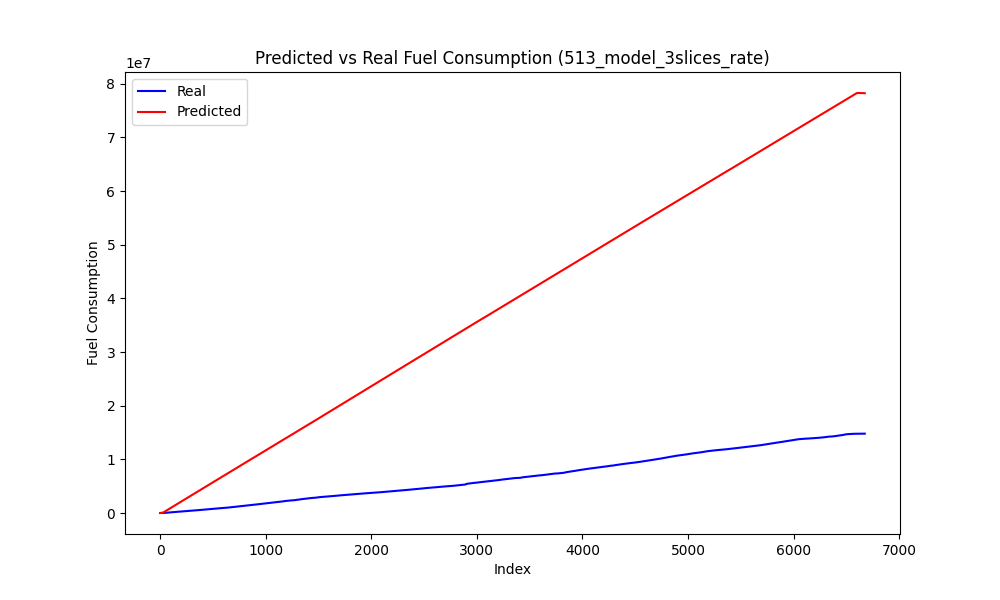 Predicted vs Real Fuel Consumption (513_model_3slices_rate)
1e7
Real
Predicted
8
7
6
5
4
3
2
1
0
Fuel Consumption
0 1000 2000 3000 4000 5000 6000 7000
Index